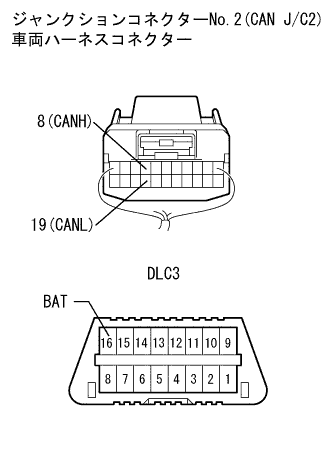 ジャンクションコネクターNo.2(CAN J/C2)
車両ハーネスコネクター
8(CANH)
19(CANL)
DLC3
BAT
16 15 14 13 12 11 10 9
8 7 6 5 4 3 2 1